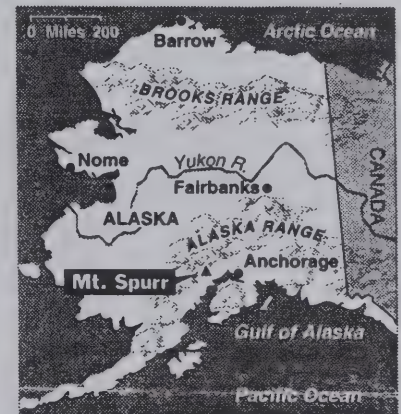 0 Miles 200
Arctic Ocean
Barrow
BROOKS RANGE
CANADA
Nome
Yukon R.
Fairbanks
ALASKA
ALASKA RANGE
Mt. Spurr
Anchorage
Gulf of Alaska
Pacific Ocean